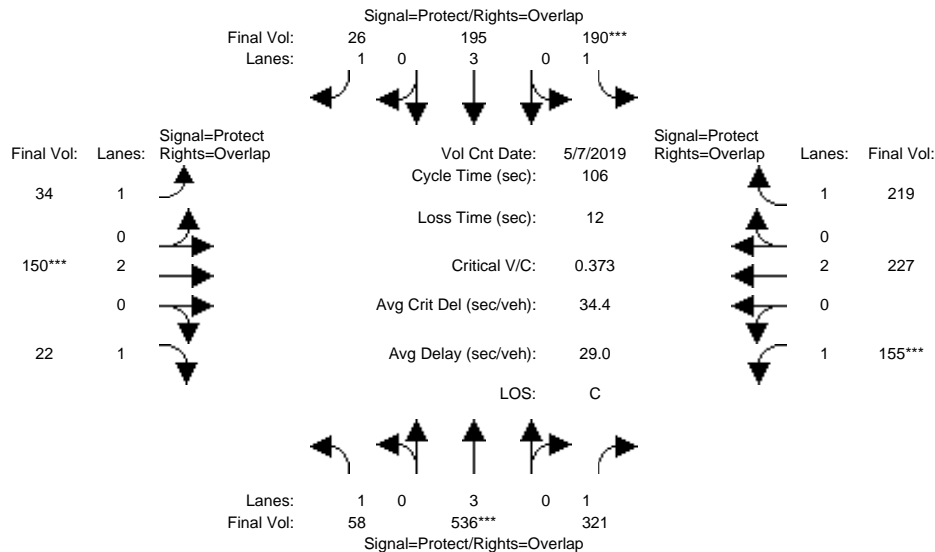 Signal=Protect/Rights=Overlap
Final Vol: 26 195 190***
Lanes: 1 0 3 0 1
Signal=Protect Signal=Protect
Final Vol: Lanes: Rights=Overlap Vol Cnt Date: 5/7/2019 Rights=Overlap Lanes: Final Vol:
Cycle Time (sec): 106
34 1 1 219
Loss Time (sec): 12
0 0
150*** 2 Critical V/C: 0.373 2 227
0 Avg Crit Del (sec/veh): 34.4 0
22 1 Avg Delay (sec/veh): 29.0 1 155***
LOS: C
Lanes: 1 0 3 0 1
Final Vol: 58 536*** 321
Signal=Protect/Rights=Overlap